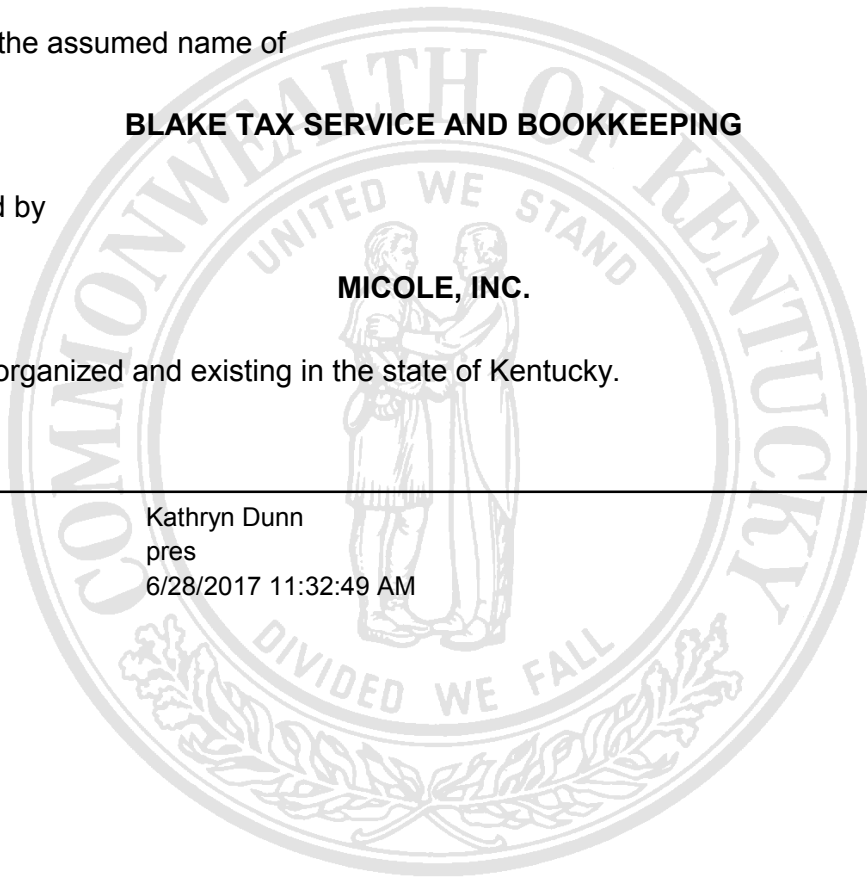 the assumed name of
BLAKE TAX SERVICE AND BOOKKEEPING
d by
MICOLE, INC.
organized and existing in the state of Kentucky.
Kathryn Dunn
pres
6/28/2017 11:32:49 AM
COMMONWEALTH OF KENTUCKY
UNITED WE STAND
DIVIDED WE FALL